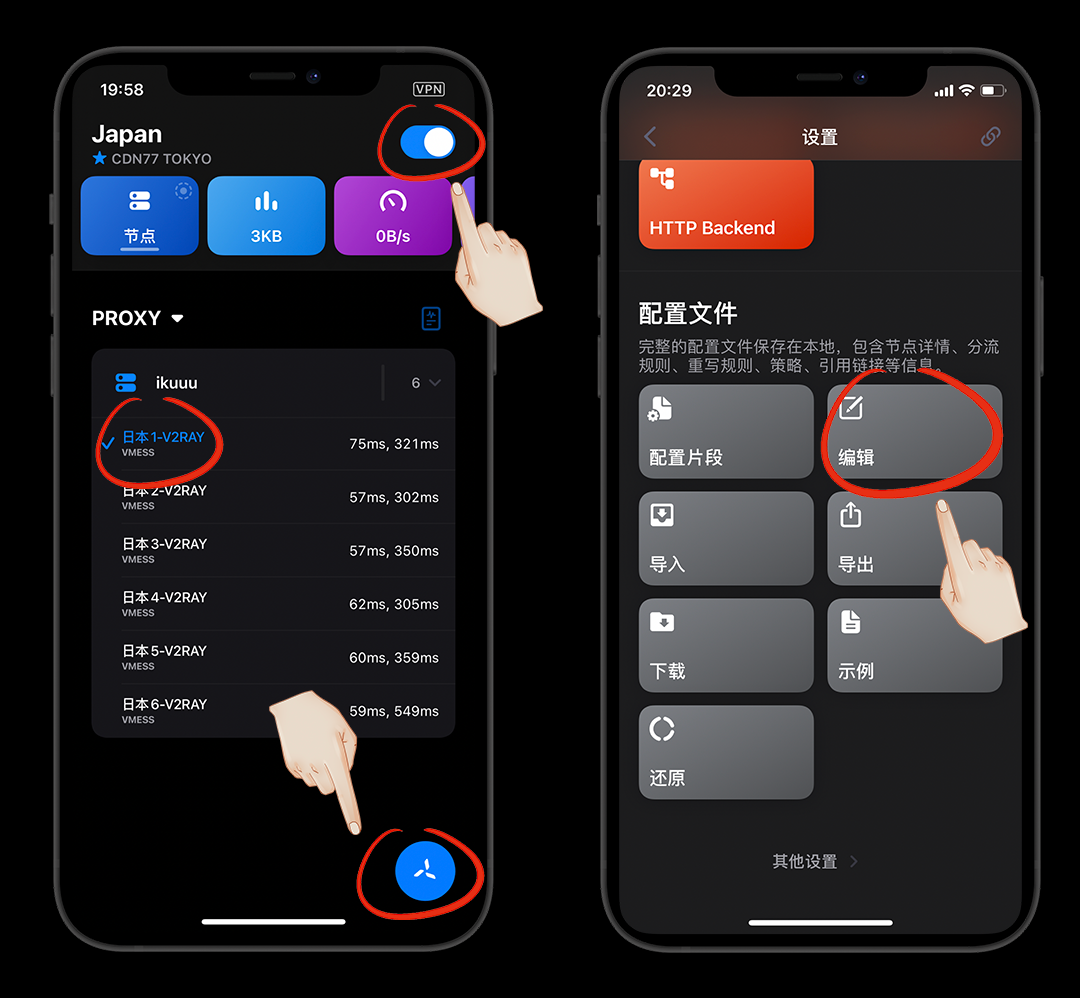 19:58
VPN
Japan
CDN77 TOKYO
节点
3KB
0B/s
PROXY
ikuuu
6
日本1-V2RAY
VMESS
75ms, 321ms
日本2-V2RAY
VMESS
57ms, 302ms
日本3-V2RAY
VMESS
57ms, 350ms
日本4-V2RAY
VMESS
62ms, 305ms
日本5-V2RAY
VMESS
60ms, 359ms
日本6-V2RAY
VMESS
59ms, 549ms
20:29
设置
HTTP Backend
配置文件
完整的配置文件保存在本地，包含节点详情、分流
规则、重写规则、策略、引用链接等信息。
配置片段
编辑
导入
导出
下载
示例
还原
其他设置